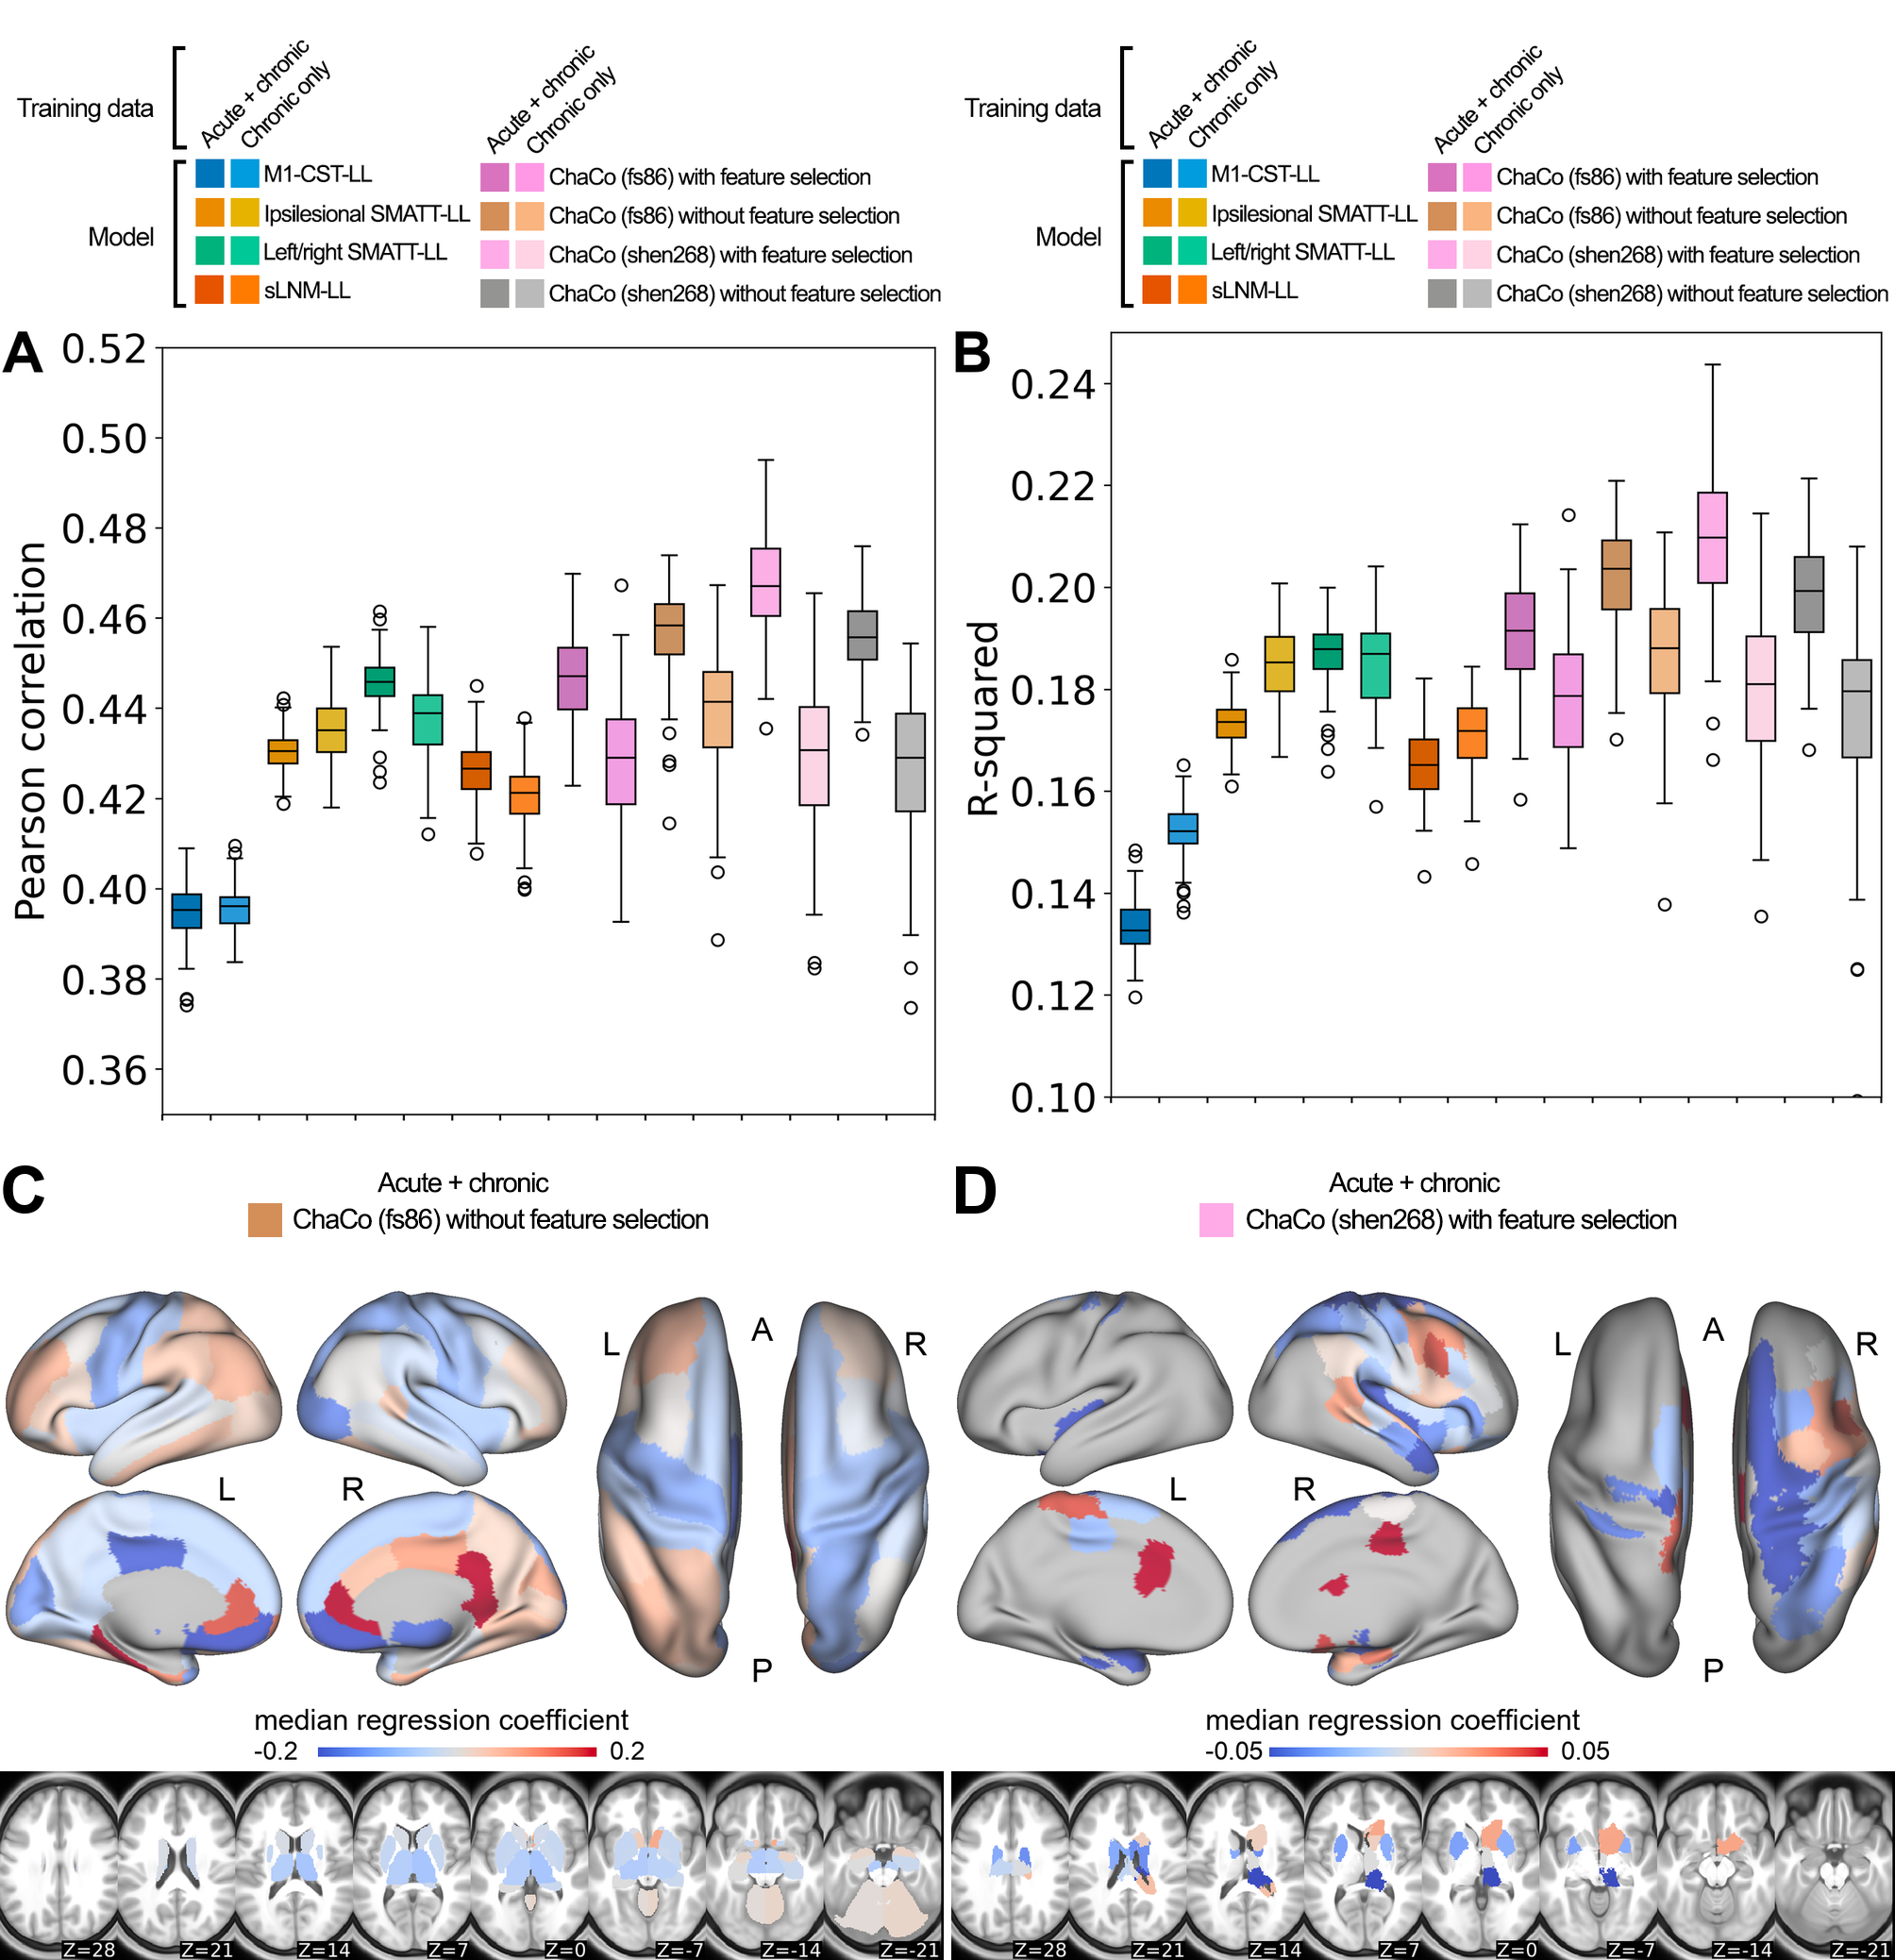 Training data
Acute + chronic
Chronic only
Acute + chronic
Chronic only
Model
M1-CST-LL
Ipsilesional SMATT-LL
Left/right SMATT-LL
sLNM-LL
ChaCo (fs86) with feature selection
ChaCo (fs86) without feature selection
ChaCo (shen268) with feature selection
ChaCo (shen268) without feature selection
Training data
Acute + chronic
Chronic only
Acute + chronic
Chronic only
Model
M1-CST-LL
Ipsilesional SMATT-LL
Left/right SMATT-LL
sLNM-LL
ChaCo (fs86) with feature selection
ChaCo (fs86) without feature selection
ChaCo (shen268) with feature selection
ChaCo (shen268) without feature selection
A
Pearson correlation
0.52
0.50
0.48
0.46
0.44
0.42
0.40
0.38
0.36
B
R-squared
0.24
0.22
0.20
0.18
0.16
0.14
0.12
0.10
C
Acute + chronic
ChaCo (fs86) without feature selection
L
A
R
L
R
P
median regression coefficient
-0.2
0.2
Z=28
Z=21
Z=14
Z=7
Z=0
Z=-7
Z=-14
Z=-21
D
Acute + chronic
ChaCo (shen268) with feature selection
L
A
R
L
R
P
median regression coefficient
-0.05
0.05
Z=28
Z=21
Z=14
Z=7
Z=0
Z=-7
Z=-14
Z=-21